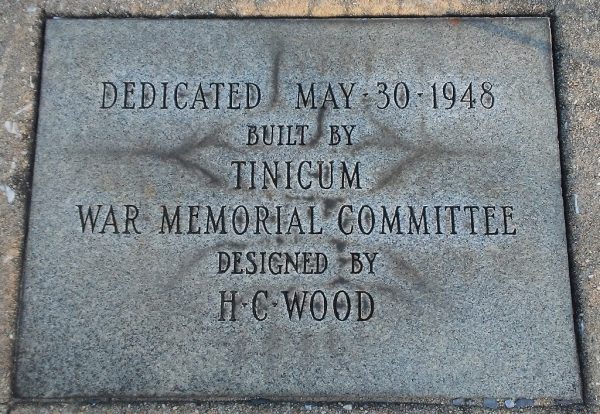 DEDICATED MAY·30·1948
BUILT BY
TINICUM
WAR MEMORIAL COMMITTEE
DESIGNED BY
H·C·WOOD